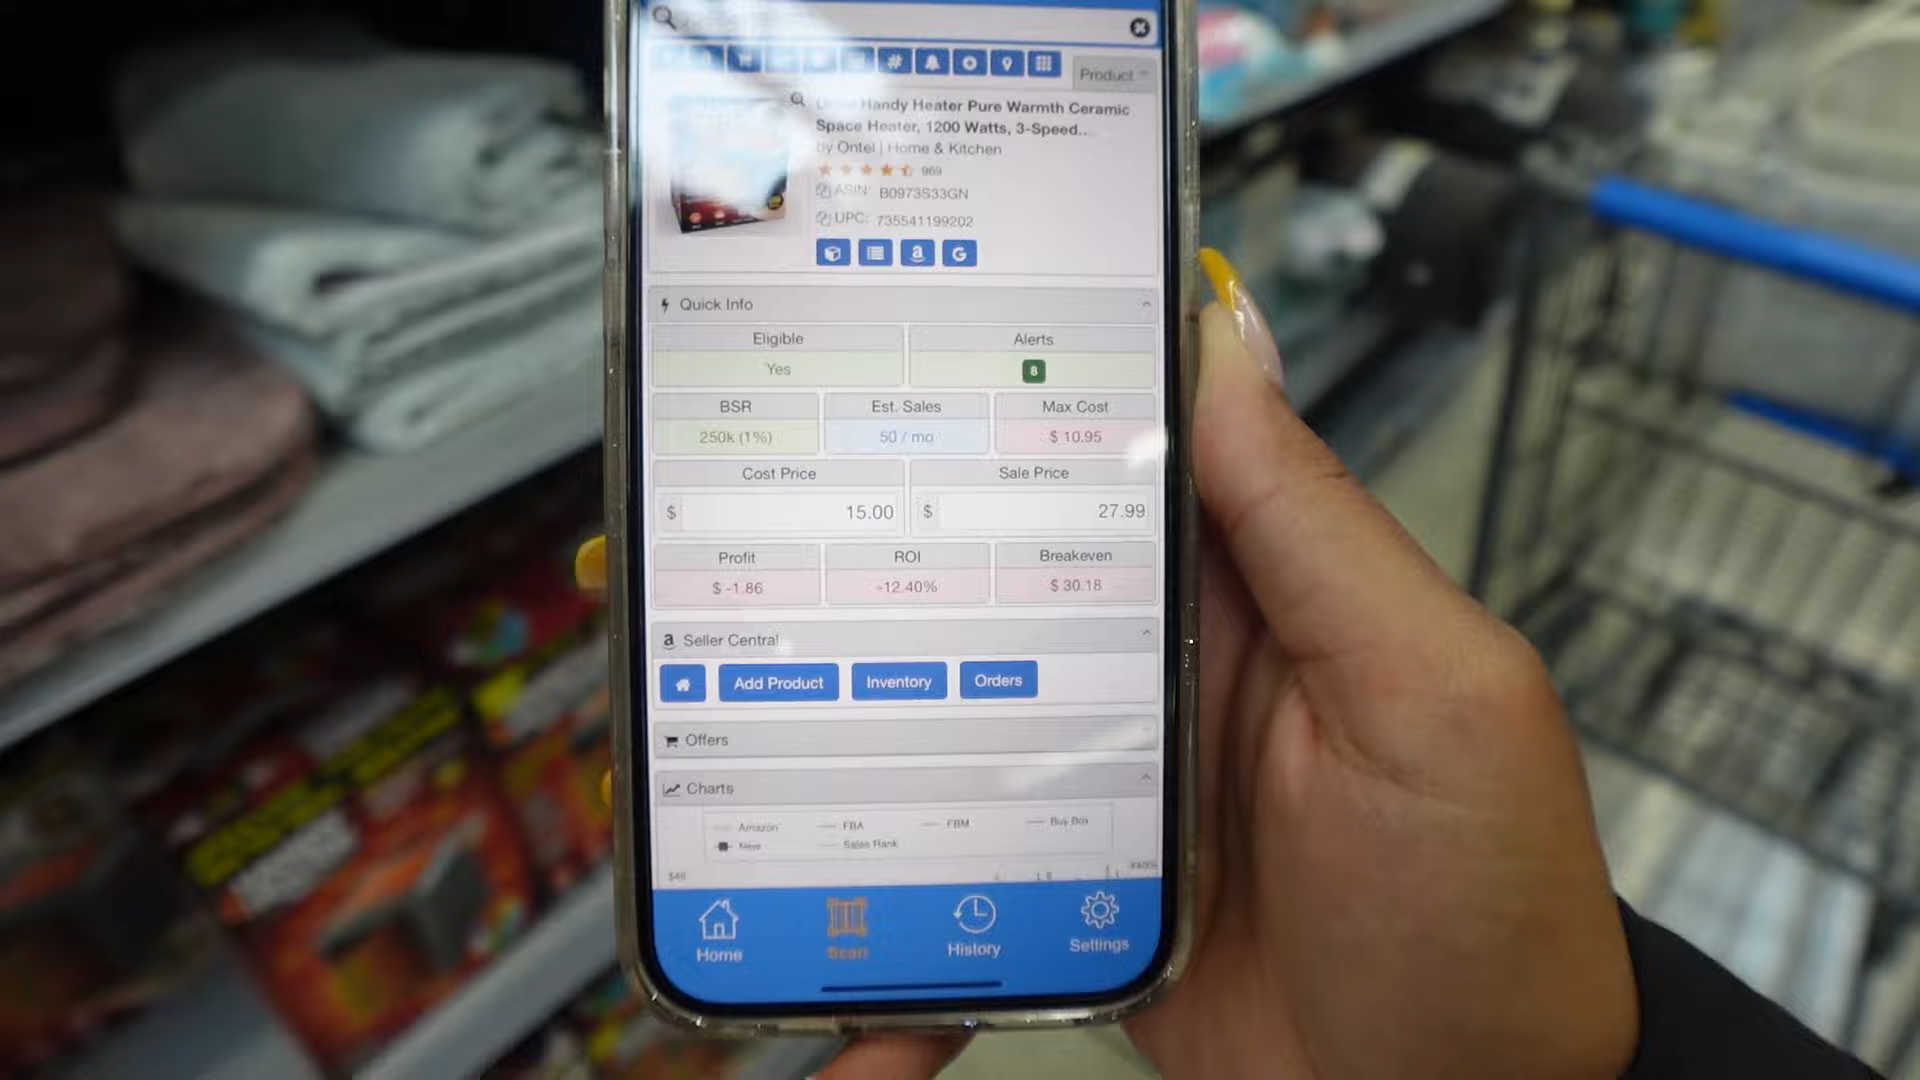 Product
Handy Heater Pure Warmth Ceramic
Space Heater, 1200 Watts, 3-Speed...
by Ontel | Home & Kitchen
969
ASIN: B0973S33GN
UPC: 735541199202
a G
Quick Info
Eligible Alerts
Yes 8
BSR Est. Sales Max Cost
250k (1%) 50 / mo $ 10.95
Cost Price Sale Price
$ 15.00 $ 27.99
Profit ROI Breakeven
$ -1.86 -12.40% $ 30.18
a Seller Central
Add Product Inventory Orders
Offers
Charts
Amazon FBA FBM Buy Box
New Sales Rank
Home Scan History Settings